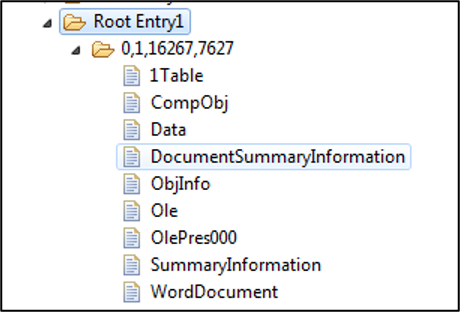 Root Entry1
0,1,16267,7627
1Table
CompObj
Data
DocumentSummaryInformation
ObjInfo
Ole
OlePres000
SummaryInformation
WordDocument